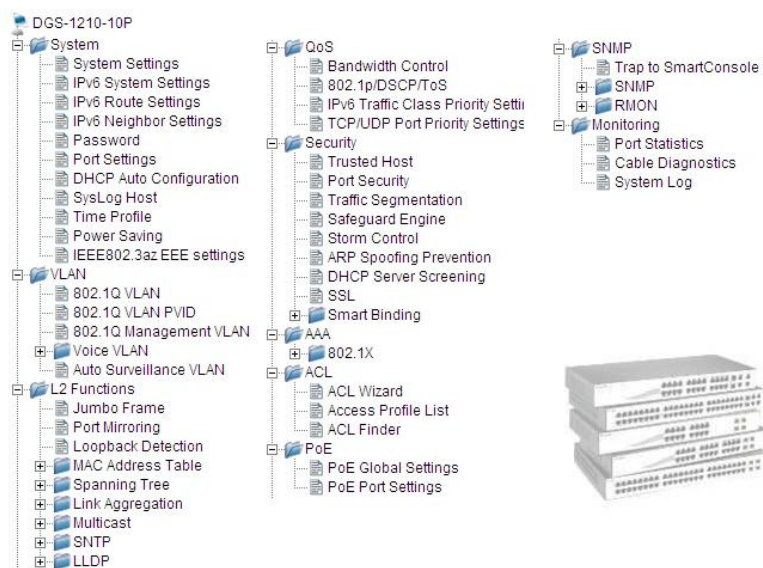 DGS-1210-10P
System
System Settings
IPv6 System Settings
IPv6 Route Settings
IPv6 Neighbor Settings
Password
Port Settings
DHCP Auto Configuration
SysLog Host
Time Profile
Power Saving
IEEE802.3az EEE settings
VLAN
802.1Q VLAN
802.1Q VLAN PVID
802.1Q Management VLAN
Voice VLAN
Auto Surveillance VLAN
L2 Functions
Jumbo Frame
Port Mirroring
Loopback Detection
MAC Address Table
Spanning Tree
Link Aggregation
Multicast
SNTP
LLDP
QoS
Bandwidth Control
802.1p/DSCP/ToS
IPv6 Traffic Class Priority Settin
TCP/UDP Port Priority Settings
Security
Trusted Host
Port Security
Traffic Segmentation
Safeguard Engine
Storm Control
ARP Spoofing Prevention
DHCP Server Screening
SSL
Smart Binding
AAA
802.1X
ACL
ACL Wizard
Access Profile List
ACL Finder
PoE
PoE Global Settings
PoE Port Settings
SNMP
Trap to SmartConsole
SNMP
RMON
Monitoring
Port Statistics
Cable Diagnostics
System Log